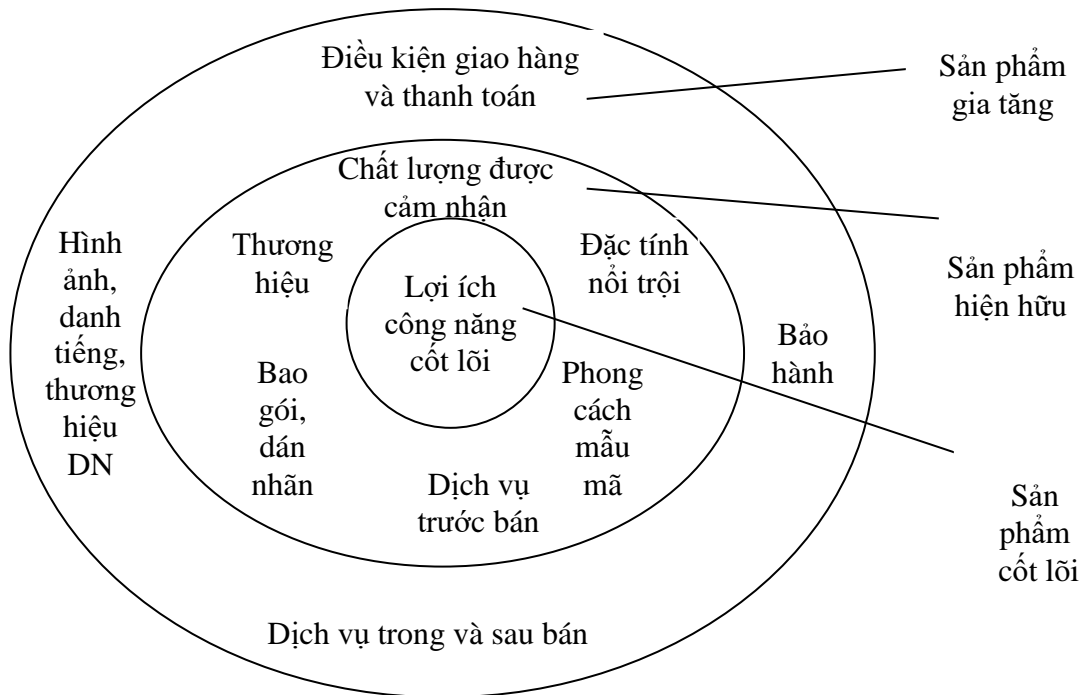 Điều kiện giao hàng
và thanh toán
Sản phẩm
gia tăng
Chất lượng được
cảm nhận
Hình
ảnh,
danh
tiếng,
thương
hiệu
DN
Thương
hiệu
Đặc tính
nổi trội
Sản phẩm
hiện hữu
Lợi ích
công năng
cốt lõi
Bảo
hành
Bao
gói,
dán
nhãn
Phong
cách
mẫu
mã
Dịch vụ
trước bán
Sản
phẩm
cốt lõi
Dịch vụ trong và sau bán